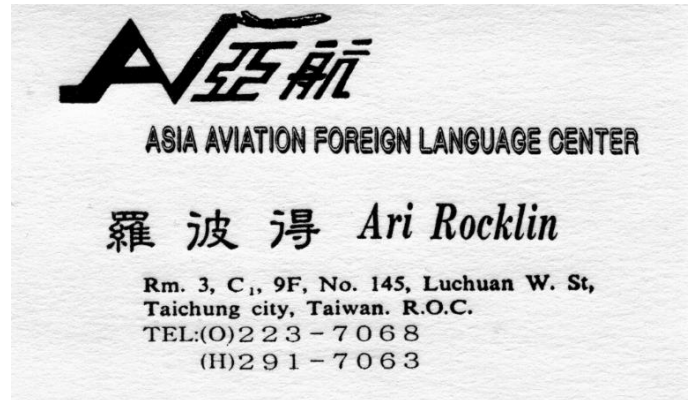 亞航
ASIA AVIATION FOREIGN LANGUAGE CENTER
羅彼得 Ari Rocklin
Rm. 3, C₁, 9F, No. 145, Luchuan W. St,
Taichung city, Taiwan. R.O.C.
TEL:(O)223-7068
(H)291-7063